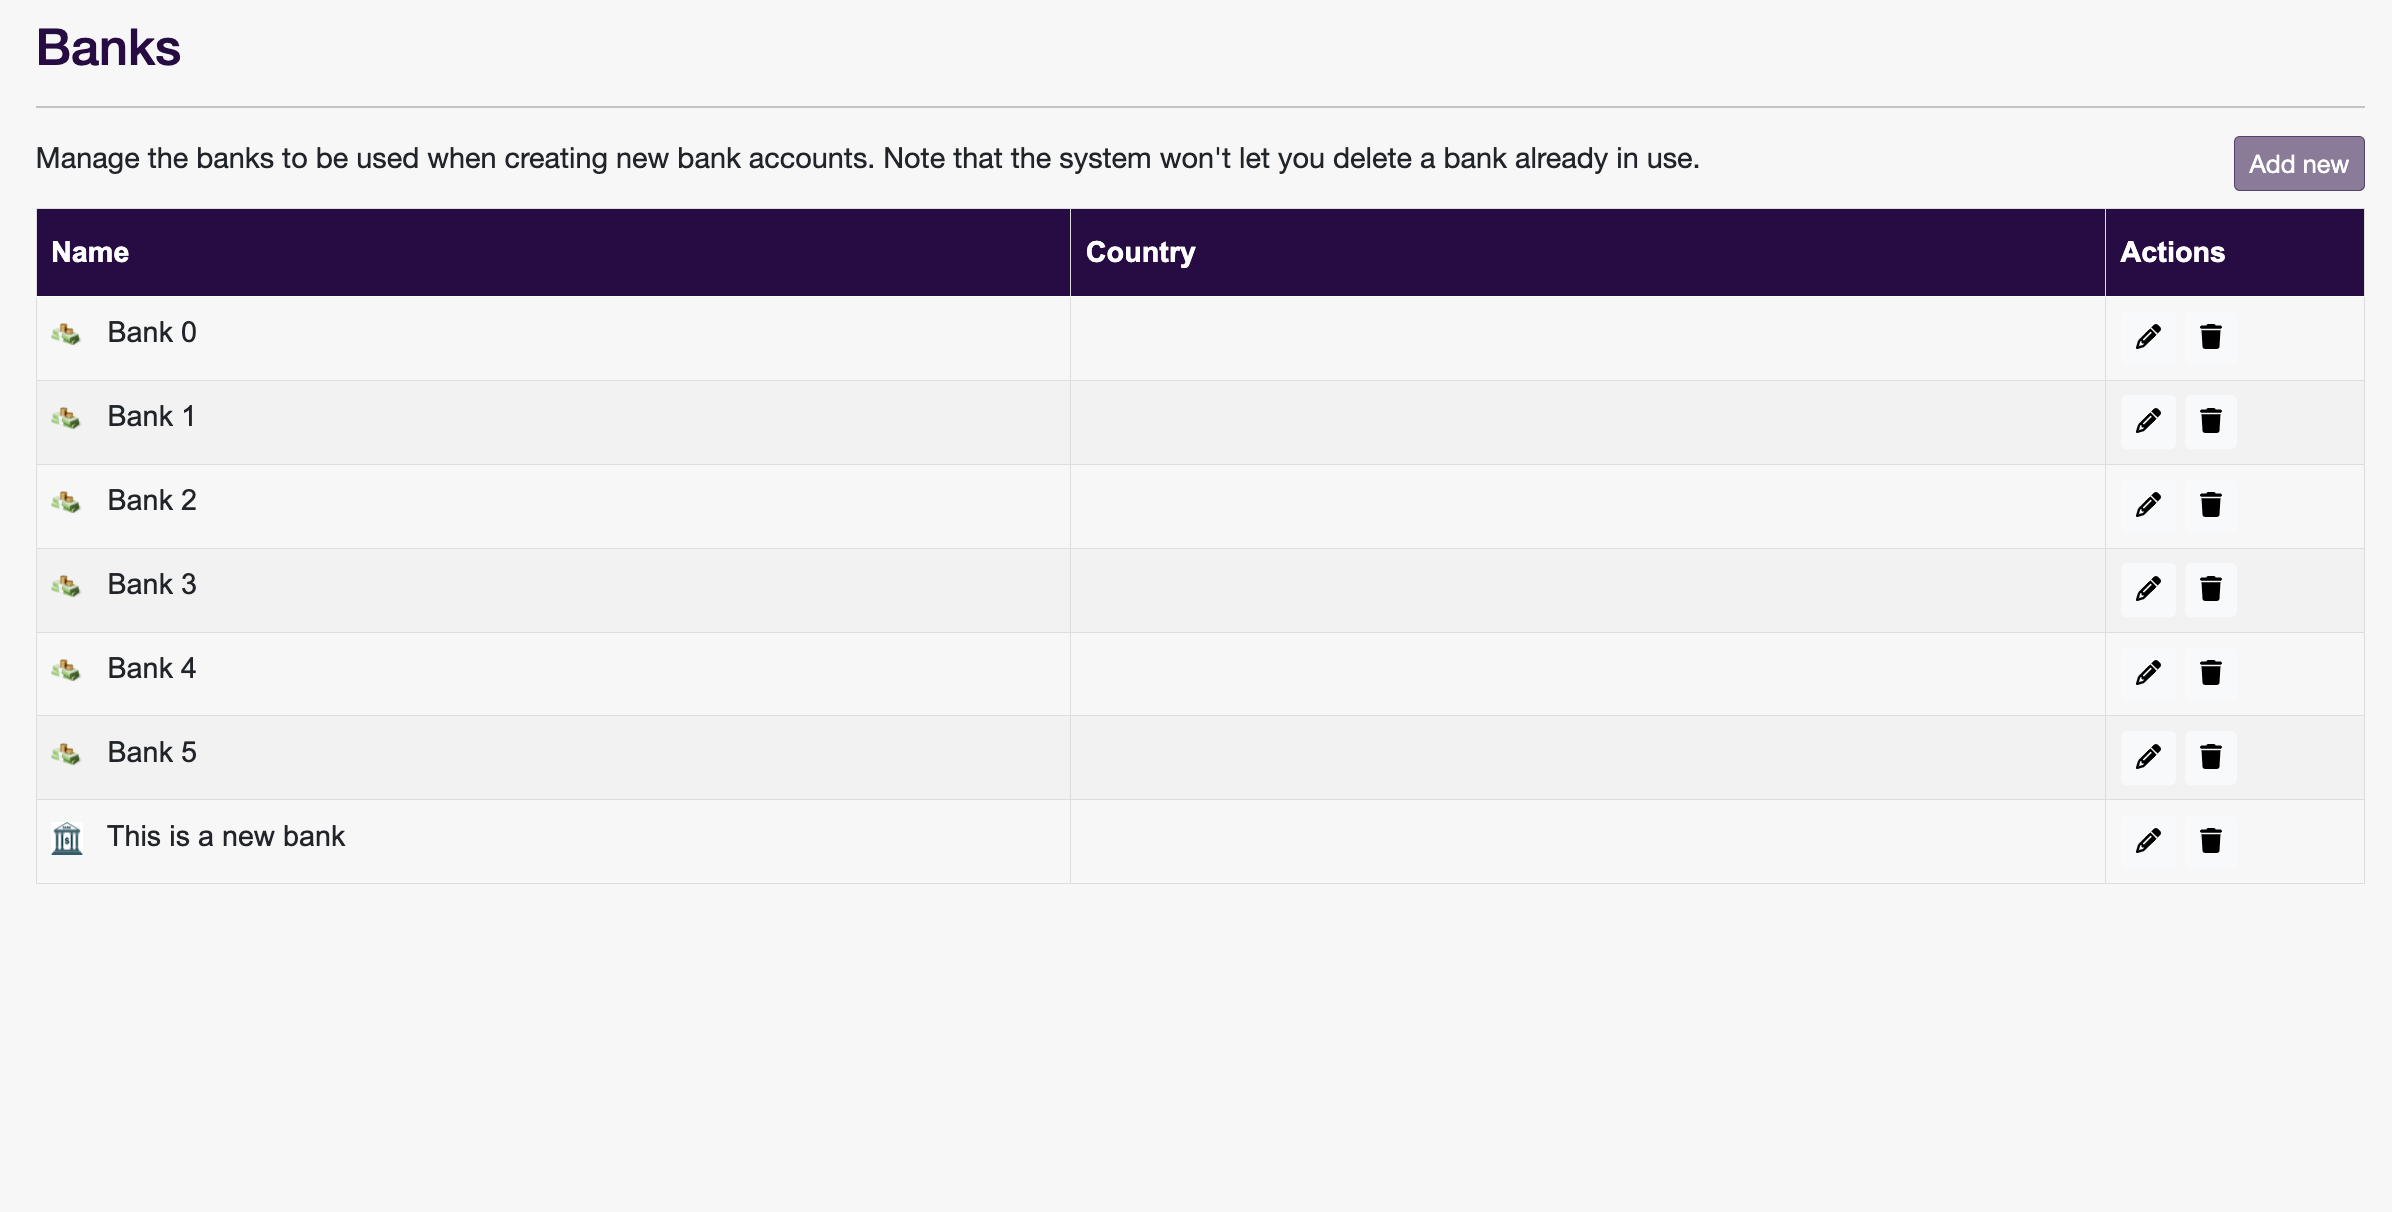 Banks
Manage the banks to be used when creating new bank accounts. Note that the system won't let you delete a bank already in use.
Add new
Name Country Actions
Bank 0
Bank 1
Bank 2
Bank 3
Bank 4
Bank 5
This is a new bank